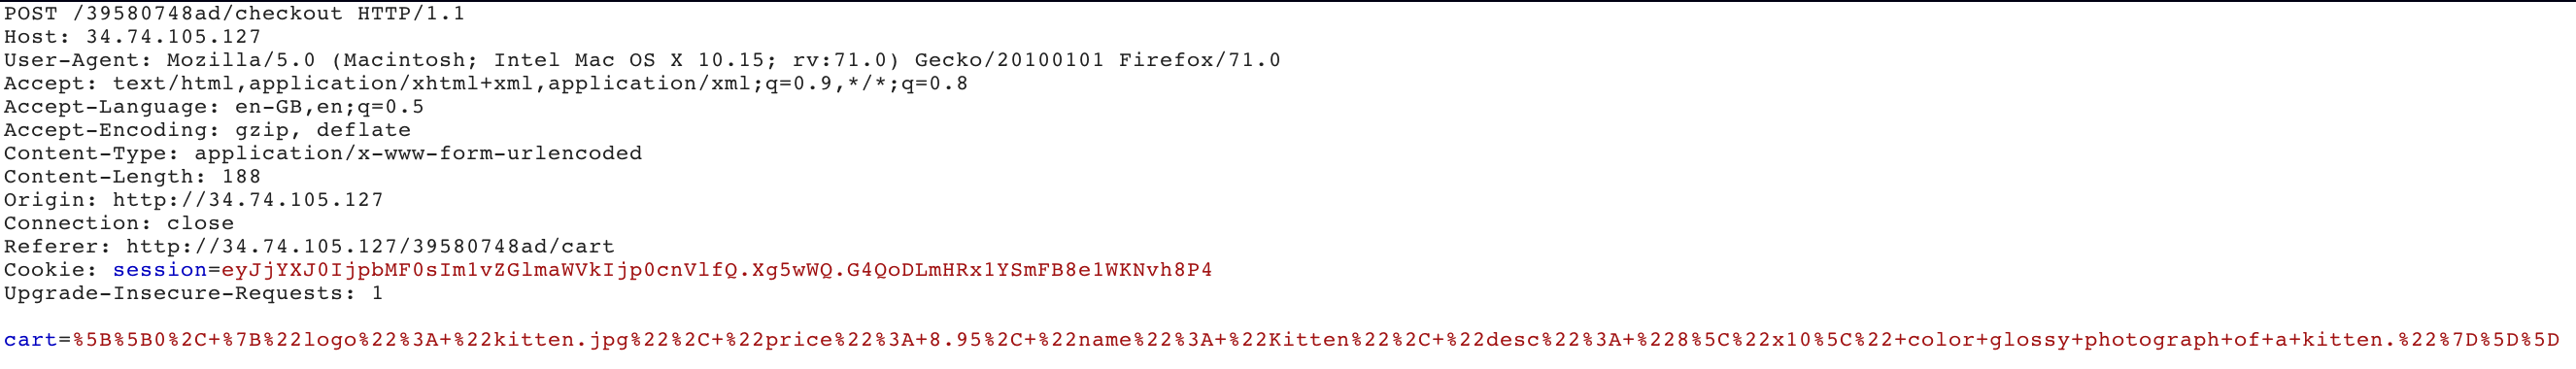 POST /39580748ad/checkout HTTP/1.1
Host: 34.74.105.127
User-Agent: Mozilla/5.0 (Macintosh; Intel Mac OS X 10.15; rv:71.0) Gecko/20100101 Firefox/71.0
Accept: text/html,application/xhtml+xml,application/xml;q=0.9,*/*;q=0.8
Accept-Language: en-GB,en;q=0.5
Accept-Encoding: gzip, deflate
Content-Type: application/x-www-form-urlencoded
Content-Length: 188
Origin: http://34.74.105.127
Connection: close
Referer: http://34.74.105.127/39580748ad/cart
Cookie: session=eyJjYXJ0IjpbMF0sIm1vZGlmaWVkIjp0cnVlfQ.Xg5wWQ.G4QoDLmHRx1YSmFB8e1WKNvh8P4
Upgrade-Insecure-Requests: 1
cart=%5B%5B0%2C+%7B%22logo%22%3A+%22kitten.jpg%22%2C+%22price%22%3A+8.95%2C+%22name%22%3A+%22Kitten%22%2C+%22desc%22%3A+%228%5C%22x10%5C%22+color+glossy+photograph+of+a+kitten.%22%7D%5D%5D